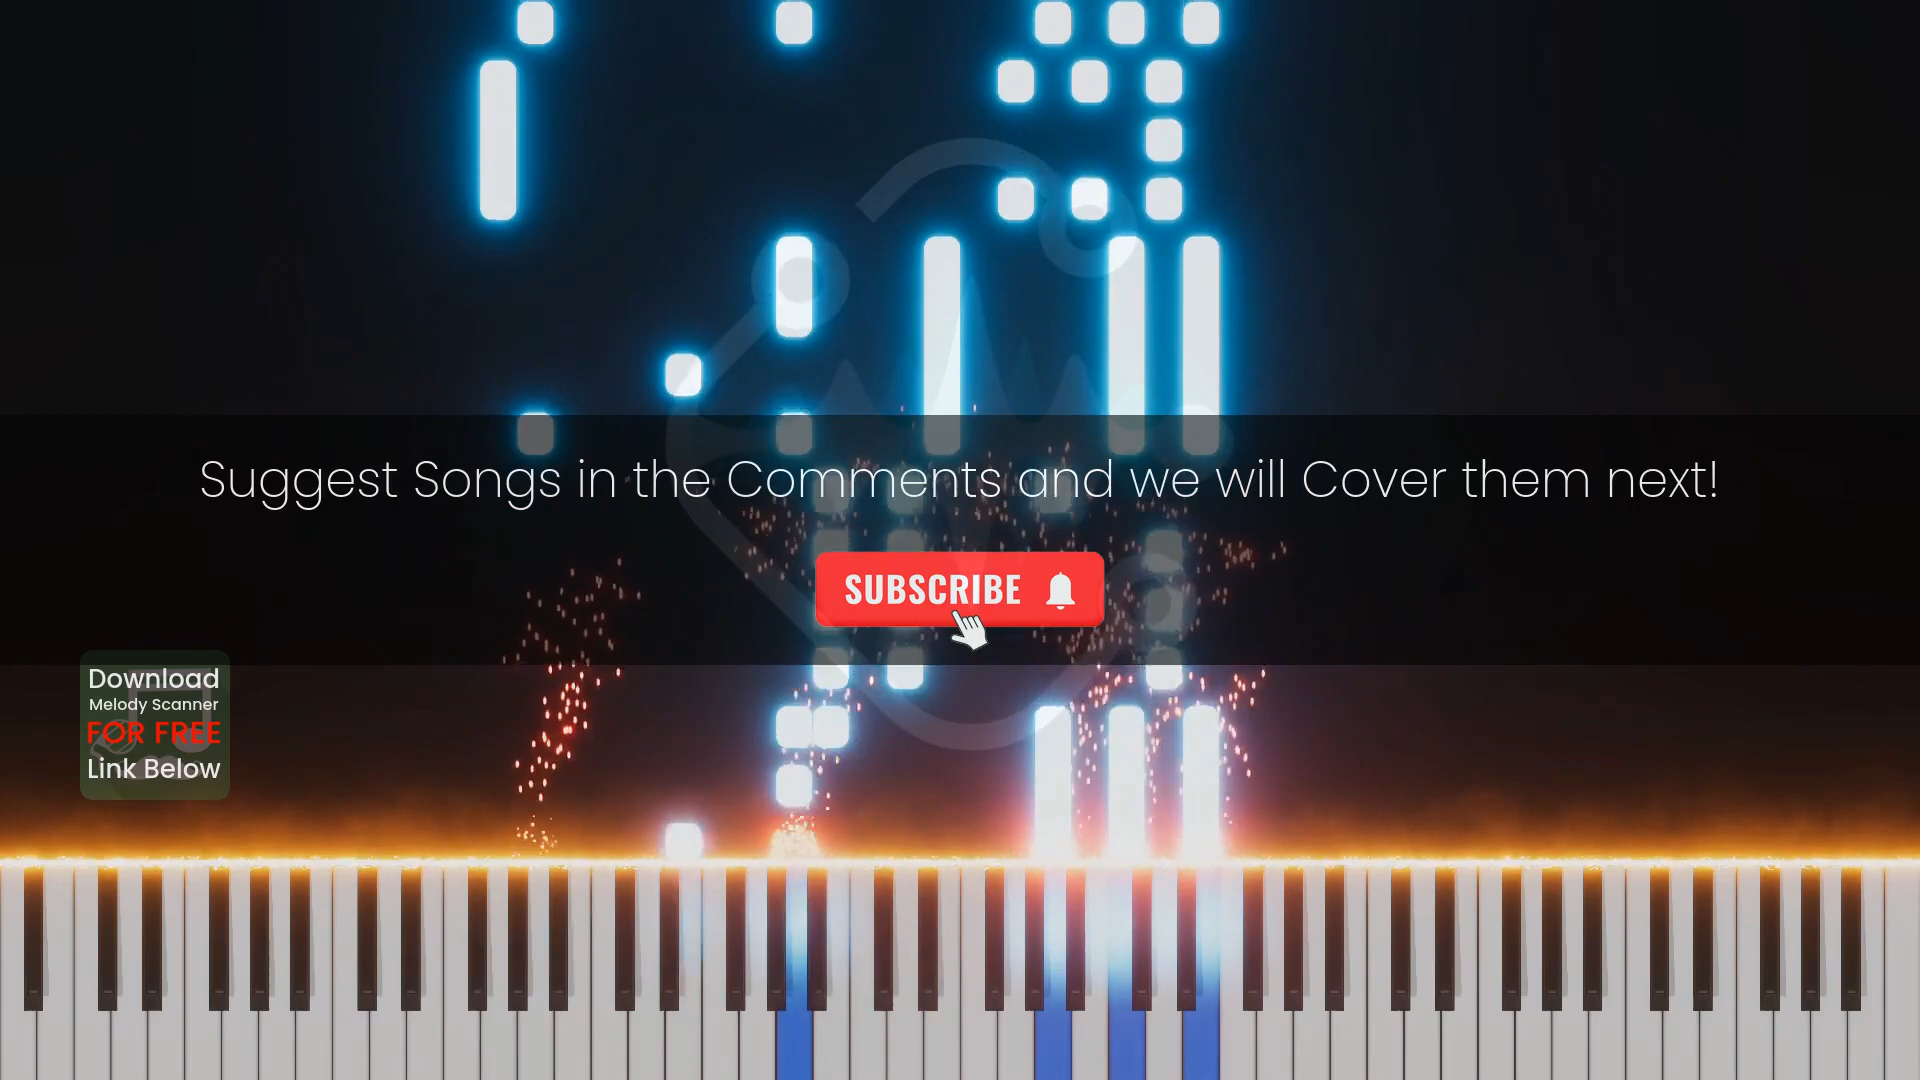 Suggest Songs in the Comments and we will Cover them next!
SUBSCRIBE
Download
Melody Scanner
FOR FREE
Link Below